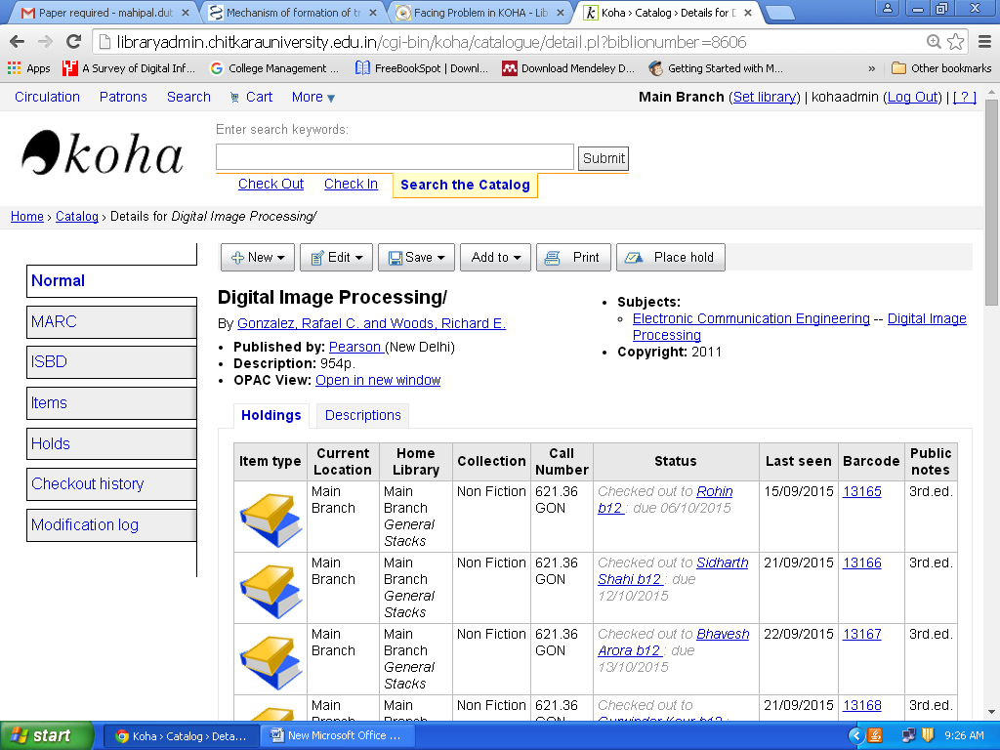 Paper required - mahipal.dut
Mechanism of formation of tr
Facing Problem in KOHA - Lib
Koha › Catalog › Details for D
libraryadmin.chitkarauniversity.edu.in/cgi-bin/koha/catalogue/detail.pl?biblionumber=8606
Apps A Survey of Digital Inf... College Management ... FreeBookSpot | Downl... Download Mendeley D... Getting Started with M... » Other bookmarks
Circulation Patrons Search Cart More ▼ Main Branch (Set library) | kohaadmin (Log Out) | [ ? ]
koha
Enter search keywords:
Submit
Check Out Check In Search the Catalog
Home › Catalog › Details for Digital Image Processing/
New Edit Save Add to Print Place hold
Normal
MARC
ISBD
Items
Holds
Checkout history
Modification log
Digital Image Processing/
By Gonzalez, Rafael C. and Woods, Richard E.
• Published by: Pearson (New Delhi)
• Description: 954p.
• OPAC View: Open in new window
• Subjects:
Electronic Communication Engineering -- Digital Image
Processing
• Copyright: 2011
Holdings Descriptions
Item type Current Location Home Library Collection Call Number Status Last seen Barcode Public notes
Main Branch Main Branch General Stacks Non Fiction 621.36 GON Checked out to Rohin b12 : due 06/10/2015 15/09/2015 13165 3rd.ed.
Main Branch Main Branch General Stacks Non Fiction 621.36 GON Checked out to Sidharth Shahi b12 : due 12/10/2015 21/09/2015 13166 3rd.ed.
Main Branch Main Branch General Stacks Non Fiction 621.36 GON Checked out to Bhavesh Arora b12 : due 13/10/2015 22/09/2015 13167 3rd.ed.
Main Branch Main Branch Non Fiction 621.36 GON Checked out to Gurwinder Kaur b12 : 21/09/2015 13168 3rd.ed.
start Koha › Catalog › Deta... New Microsoft Office ... 9:26 AM